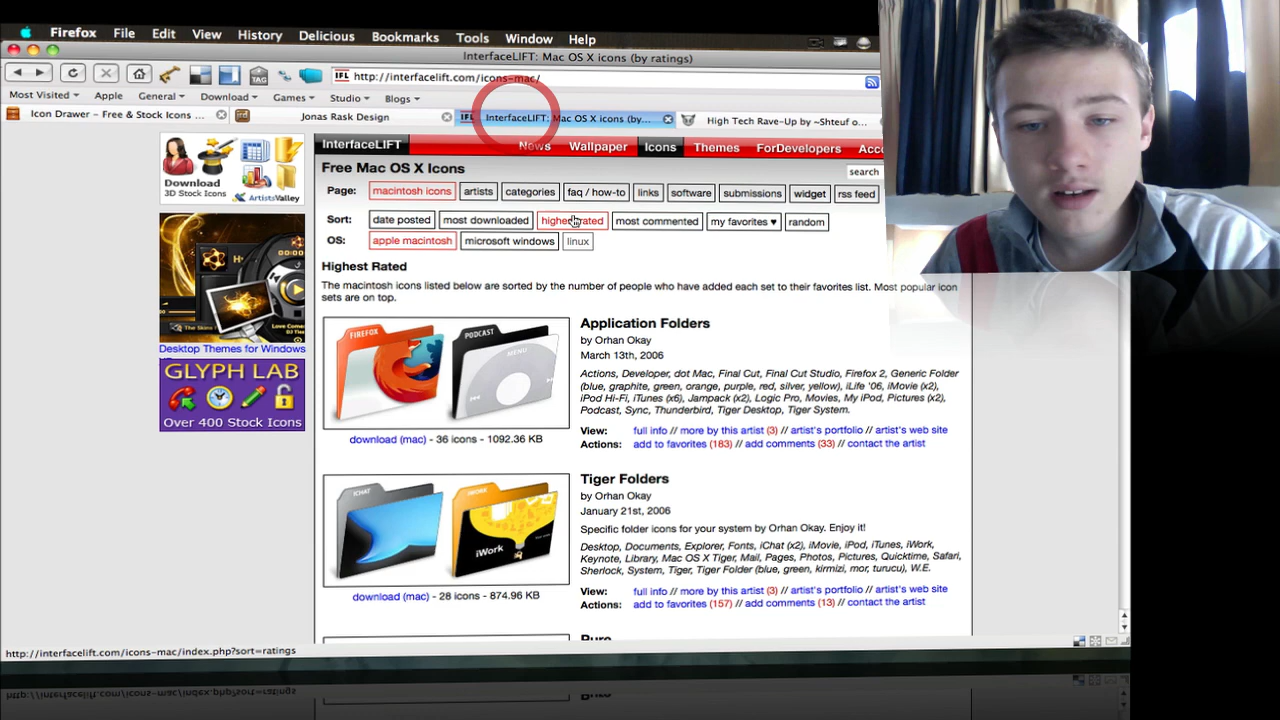 Firefox File Edit View History Delicious Bookmarks Tools Window Help
InterfaceLIFT: Mac OS X icons (by ratings)
TAG
IFL http://interfacelift.com/icons-mac/
Most Visited Apple General Download Games Studio Blogs
Icon Drawer – Free & Stock Icons ... Jonas Rask Design IFL InterfaceLIFT: Mac OS X icons (by... High Tech Rave-Up by ~Shteuf o...
InterfaceLIFT News Wallpaper Icons Themes ForDevelopers Acc
Free Mac OS X Icons
search
Page: macintosh icons artists categories faq / how-to links software submissions widget rss feed
Sort: date posted most downloaded highest rated most commented my favorites ♥ random
OS: apple macintosh microsoft windows linux
Download
3D Stock Icons
ArtistsValley
Desktop Themes for Windows
GLYPH LAB
Over 400 Stock Icons
Highest Rated
The macintosh icons listed below are sorted by the number of people who have added each set to their favorites list. Most popular icon
sets are on top.
FIREFOX
PODCAST
MENU
download (mac) - 36 icons - 1092.36 KB
Application Folders
by Orhan Okay
March 13th, 2006
Actions, Developer, dot Mac, Final Cut, Final Cut Studio, Firefox 2, Generic Folder
(blue, graphite, green, orange, purple, red, silver, yellow), iLife '06, iMovie (x2),
iPod Hi-Fi, iTunes (x6), Jampack (x2), Logic Pro, Movies, My iPod, Pictures (x2),
Podcast, Sync, Thunderbird, Tiger Desktop, Tiger System.
View: full info // more by this artist (3) // artist's portfolio // artist's web site
Actions: add to favorites (183) // add comments (33) // contact the artist
ICHAT
IWORK
iWork
download (mac) - 28 icons - 874.96 KB
Tiger Folders
by Orhan Okay
January 21st, 2006
Specific folder icons for your system by Orhan Okay. Enjoy it!
Desktop, Documents, Explorer, Fonts, iChat (x2), iMovie, iPod, iTunes, iWork,
Keynote, Library, Mac OS X Tiger, Mail, Pages, Photos, Pictures, Quicktime, Safari,
Sherlock, System, Tiger, Tiger Folder (blue, green, kirmizi, mor, turucu), W.E.
View: full info // more by this artist (3) // artist's portfolio // artist's web site
Actions: add to favorites (157) // add comments (13) // contact the artist
http://interfacelift.com/icons-mac/index.php?sort=ratings